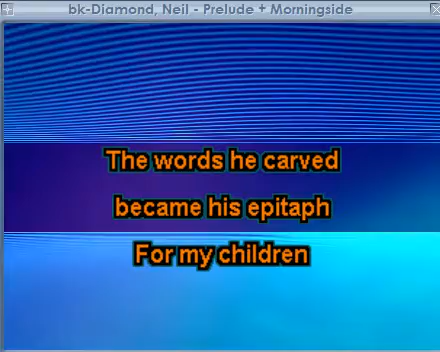 bk-Diamond, Neil - Prelude + Morningside
The words he carved
became his epitaph
For my children